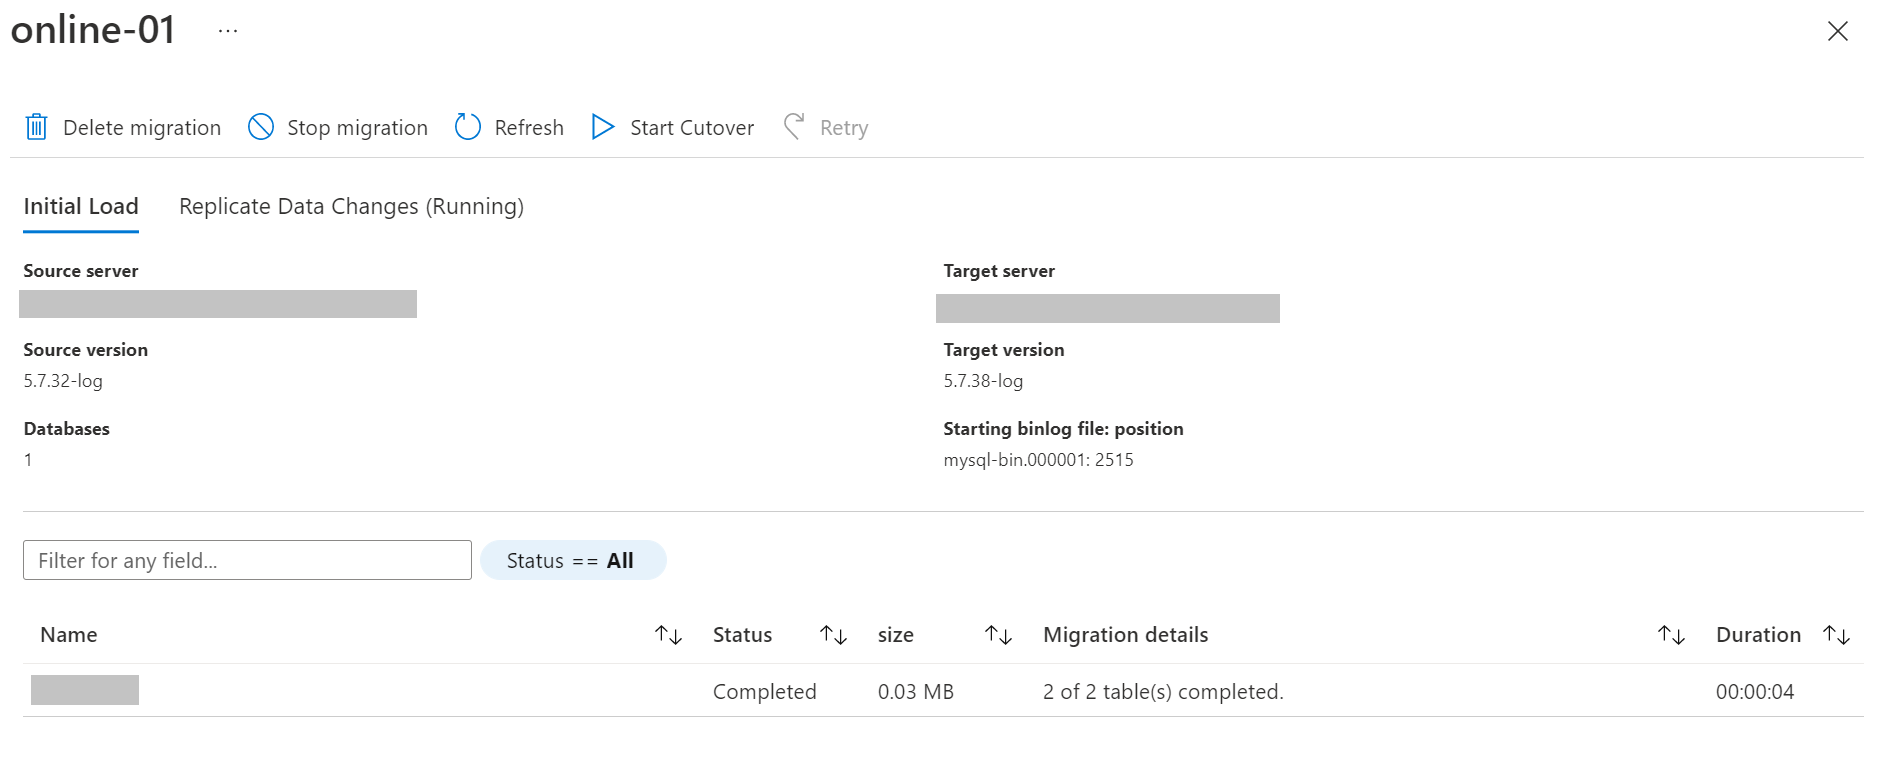 online-01 ...
Delete migration Stop migration Refresh Start Cutover Retry
Initial Load Replicate Data Changes (Running)
Source server Target server
Source version Target version
5.7.32-log 5.7.38-log
Databases Starting binlog file: position
1 mysql-bin.000001: 2515
Filter for any field... Status == All
Name Status size Migration details Duration
Completed 0.03 MB 2 of 2 table(s) completed. 00:00:04